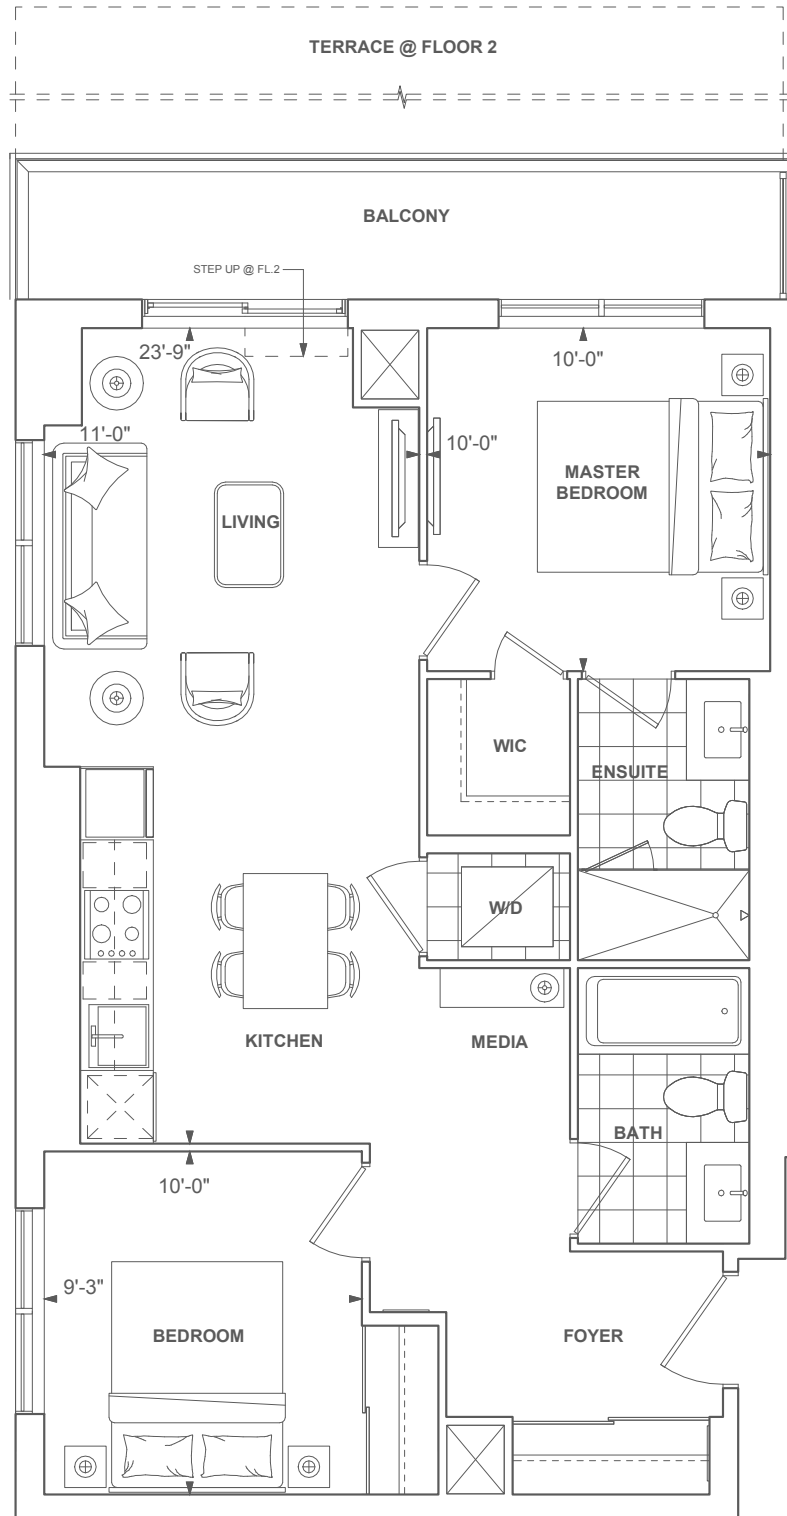 TERRACE @ FLOOR 2
BALCONY
STEP UP @ FL.2
23'-9"
10'-0"
11'-0"
10'-0"
MASTER
BEDROOM
LIVING
WIC
ENSUITE
W/D
KITCHEN
MEDIA
BATH
10'-0"
9'-3"
BEDROOM
FOYER